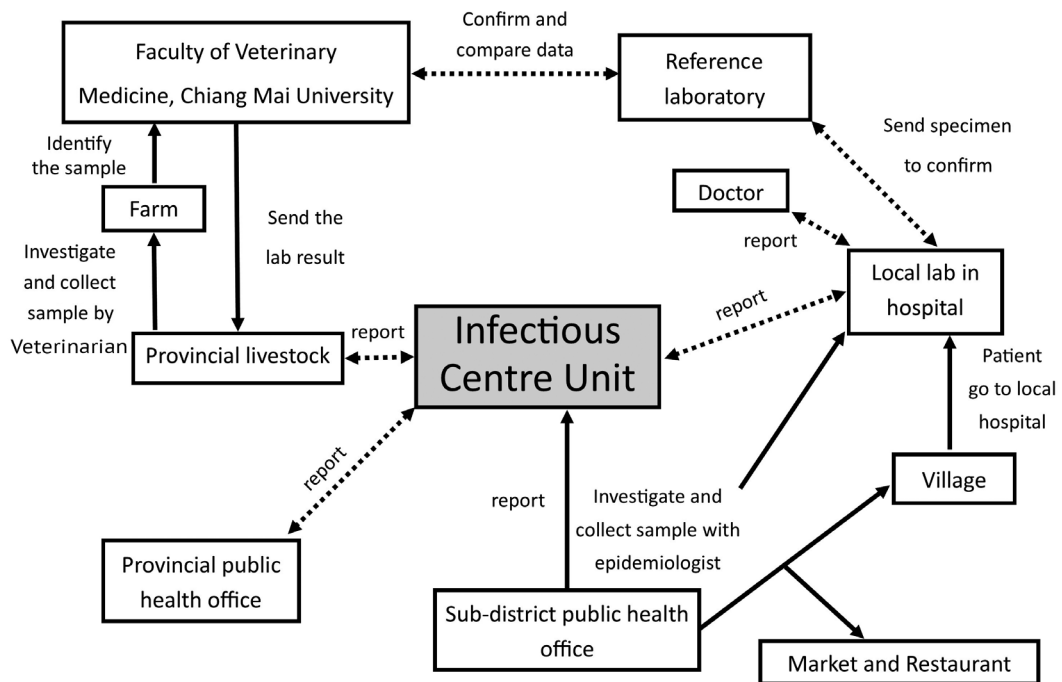 Faculty of Veterinary
Medicine, Chiang Mai University
Confirm and
compare data
Reference
laboratory
Identify
the sample
Send specimen
to confirm
Farm
Send the
lab result
Doctor
report
Investigate
and collect
sample by
Veterinarian
Local lab in
hospital
Provincial livestock
report
Infectious
Centre Unit
report
Patient
go to local
hospital
report
report
Investigate and
collect sample with
epidemiologist
Village
Provincial public
health office
Sub-district public health
office
Market and Restaurant